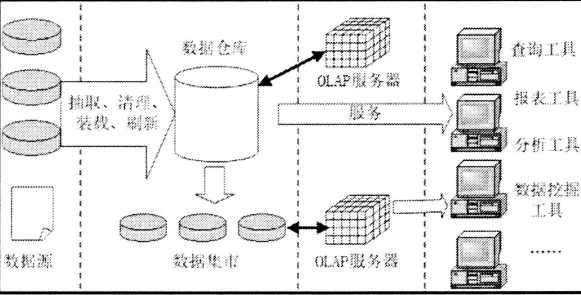 数据仓库
查询工具
OLAP服务器
抽取、清理、
装载、刷新
服务
报表工具
分析工具
数据挖掘
工具
数据源
数据集市
OLAP服务器
……